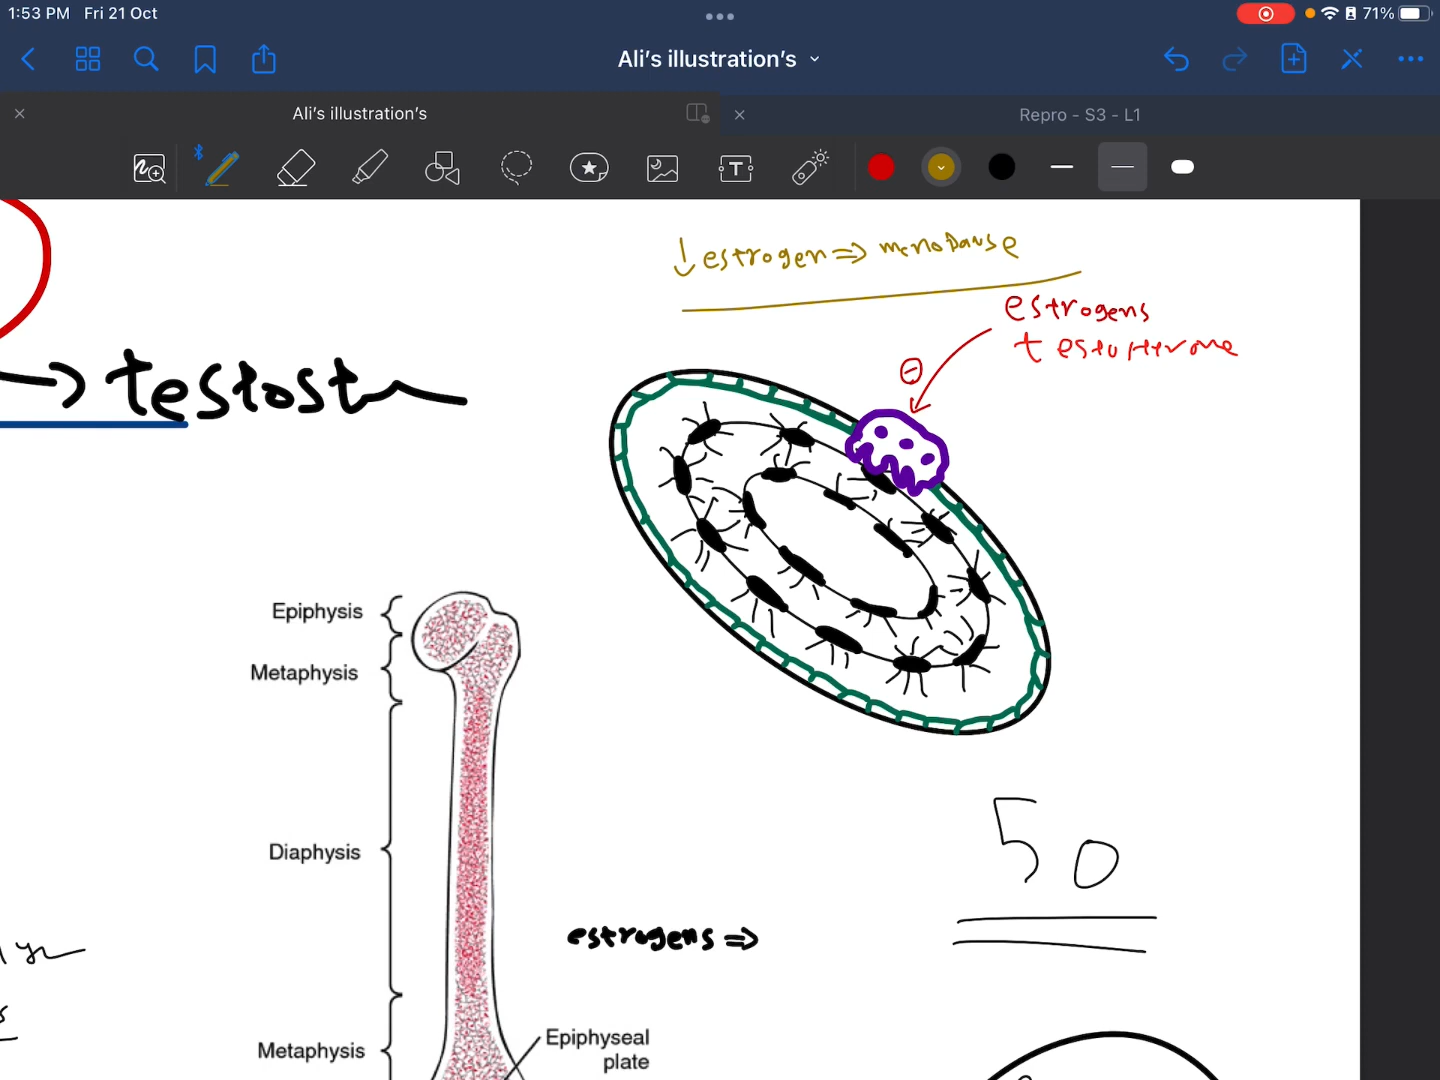 1:53 PM Fri 21 Oct
71%
Ali's illustration's
Ali's illustration's
Repro - S3 - L1
T
↓ estrogen ⇒ menopause
estrogens
testosterone
⊖
→ testost
Epiphysis
Metaphysis
Diaphysis
50
estrogens ⇒
Metaphysis
Epiphyseal
plate